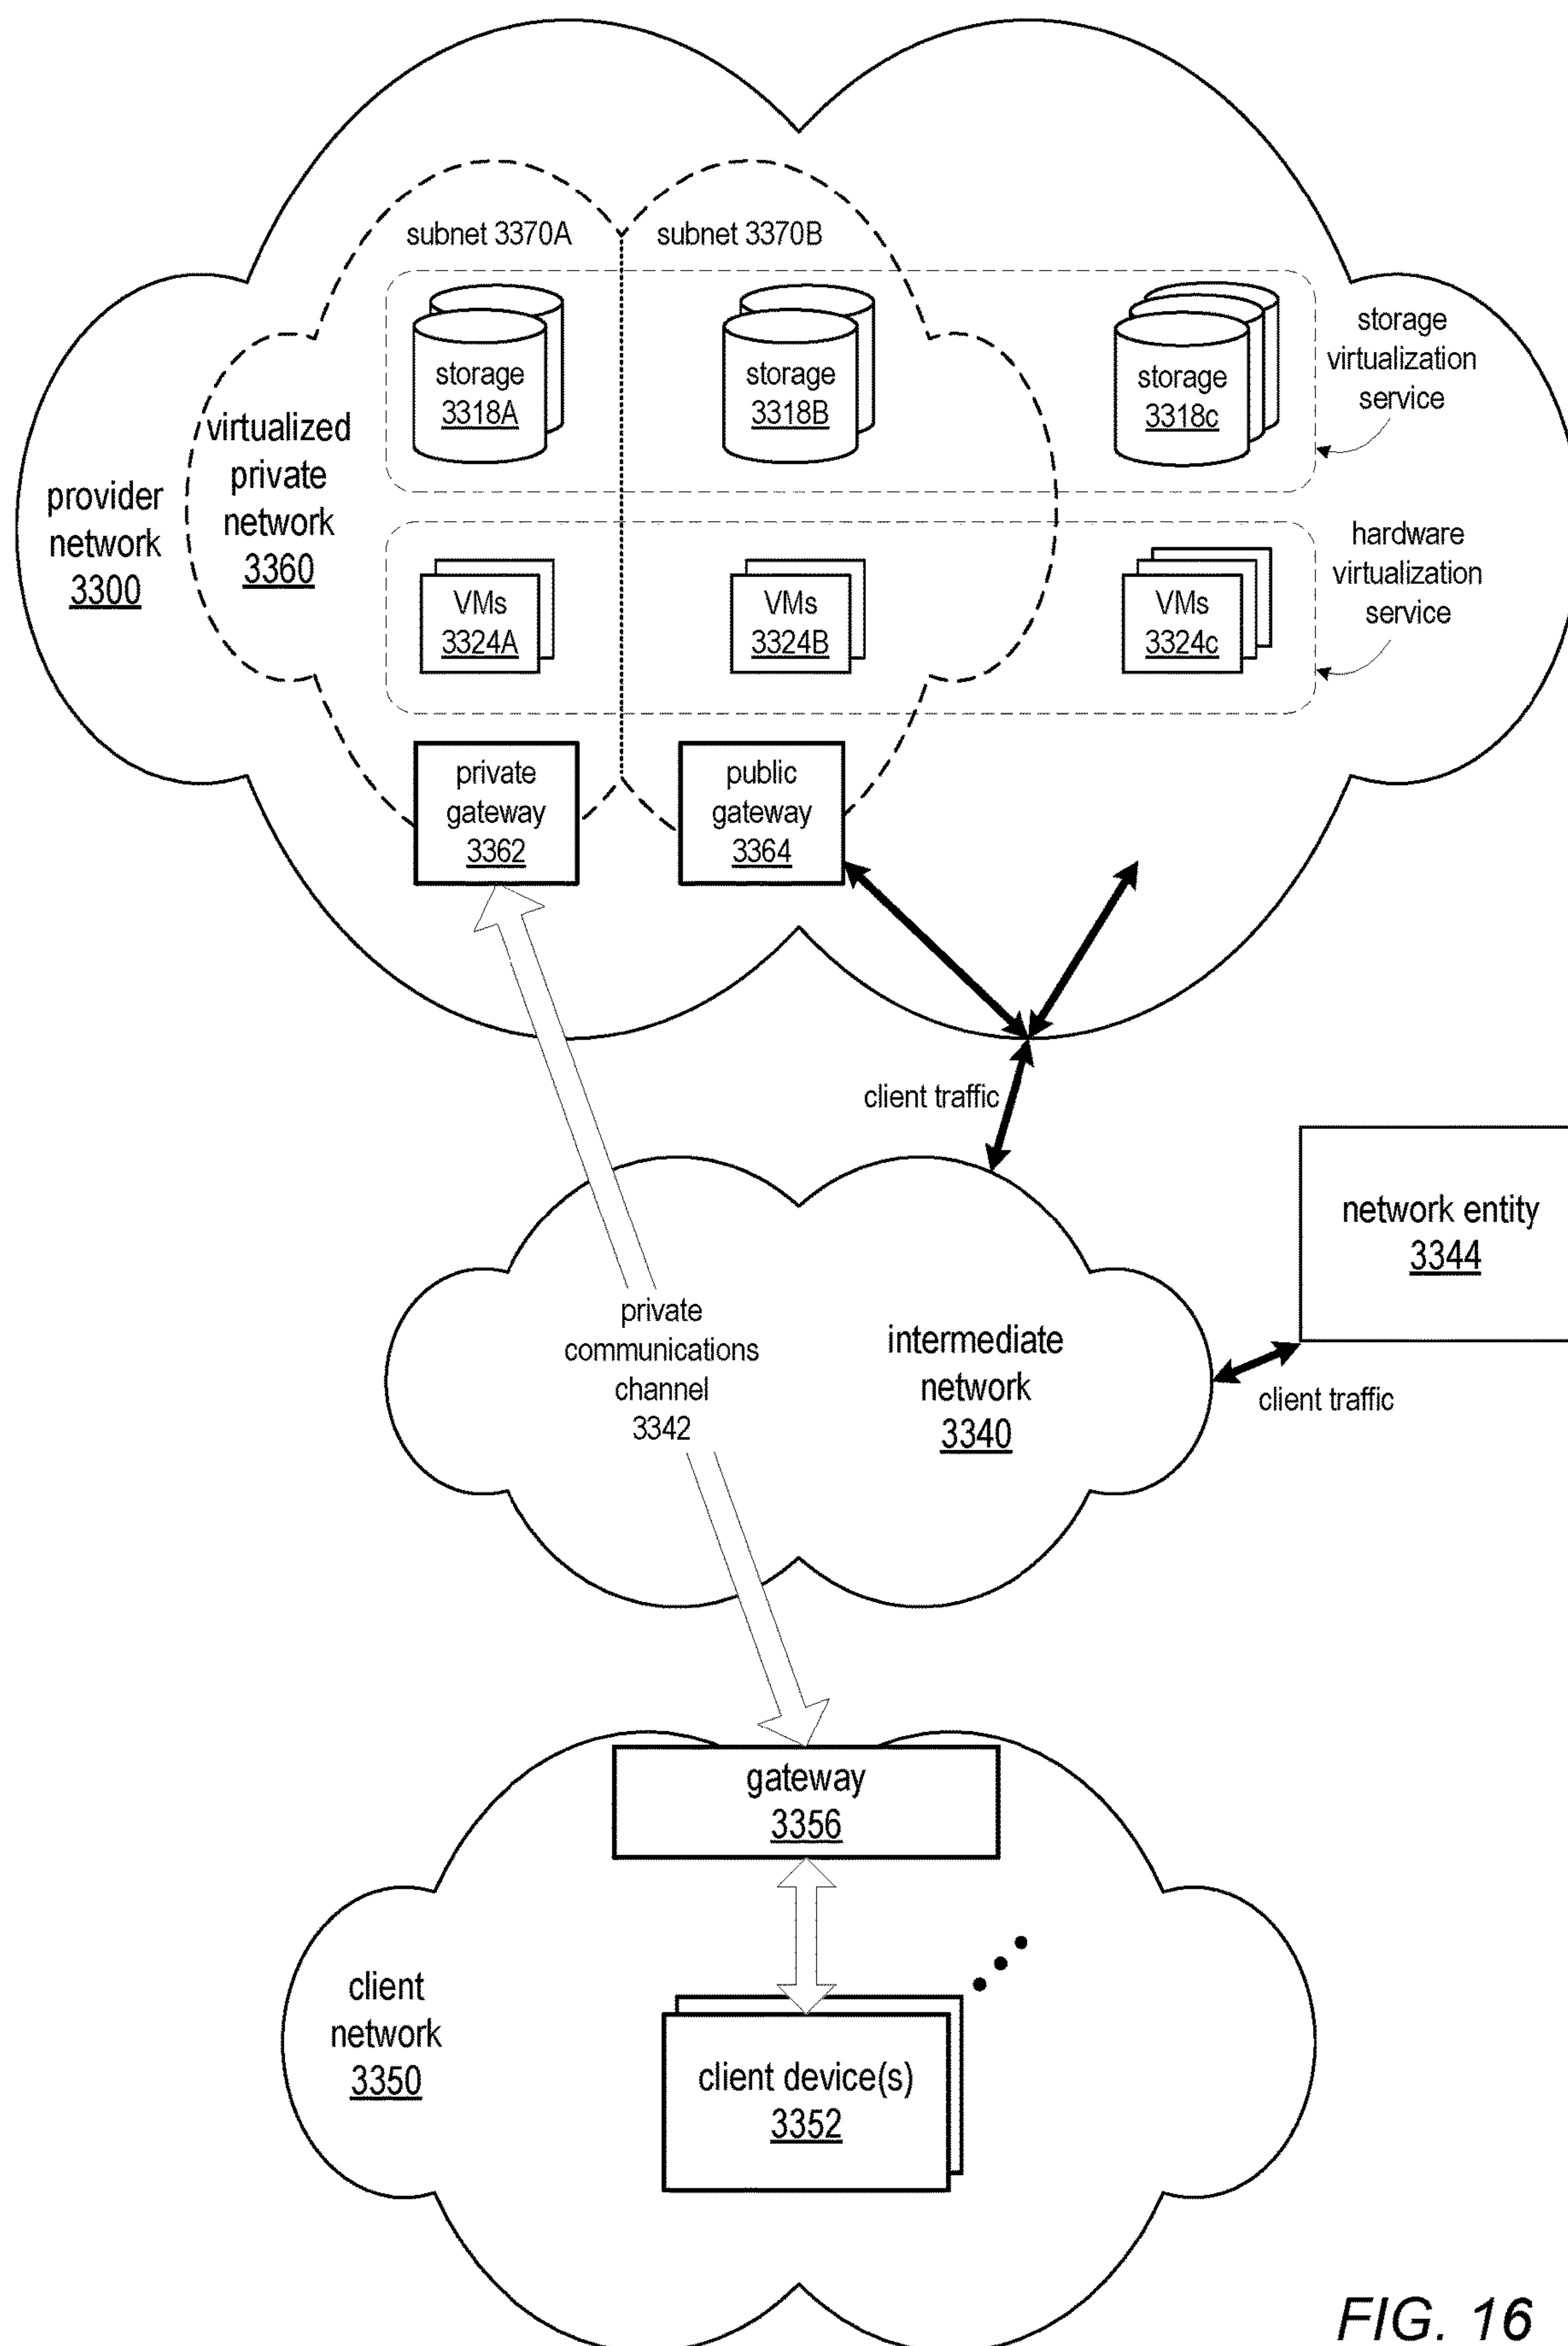 subnet 3370A
subnet 3370B
storage
3318A
storage
3318B
storage
3318c
storage
virtualization
service
provider
network
3300
virtualized
private
network
3360
VMs
3324A
VMs
3324B
VMs
3324c
hardware
virtualization
service
private
gateway
3362
public
gateway
3364
client traffic
network entity
3344
client traffic
private
communications
channel
3342
intermediate
network
3340
gateway
3356
client
network
3350
client device(s)
3352
FIG. 16